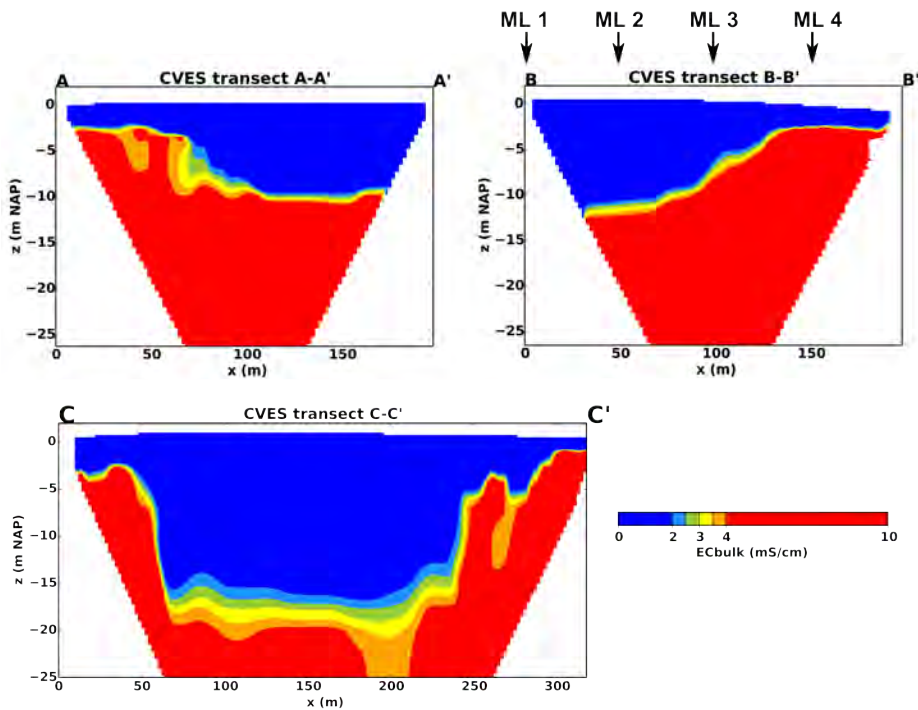 ML 1 ML 2 ML 3 ML 4
A CVES transect A-A' A'
0
−5
−10
−15
−20
−25
z (m NAP)
0 50 100 150
x (m)
B CVES transect B-B' B'
0
−5
−10
−15
−20
−25
z (m NAP)
0 50 100 150
x (m)
C CVES transect C-C' C'
0
−5
−10
−15
−20
−25
z (m NAP)
0 50 100 150 200 250 300
x (m)
0 2 3 4 10
ECbulk (mS/cm)